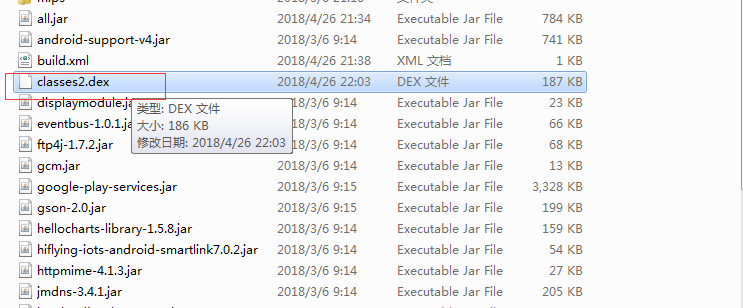 mips
all.jar 2018/4/26 21:34 Executable Jar File 784 KB
android-support-v4.jar 2018/3/6 9:14 Executable Jar File 741 KB
build.xml 2018/4/26 21:38 XML 文档 1 KB
classes2.dex 2018/4/26 22:03 DEX 文件 187 KB
displaymodule.ja 2018/3/6 9:14 Executable Jar File 23 KB
类型: DEX 文件
eventbus-1.0.1.ja 2018/3/6 9:14 Executable Jar File 66 KB
大小: 186 KB
ftp4j-1.7.2.jar 2018/3/6 9:14 Executable Jar File 68 KB
修改日期: 2018/4/26 22:03
gcm.jar 2018/3/6 9:14 Executable Jar File 13 KB
google-play-services.jar 2018/3/6 9:15 Executable Jar File 3,328 KB
gson-2.0.jar 2018/3/6 9:15 Executable Jar File 199 KB
hellocharts-library-1.5.8.jar 2018/3/6 9:14 Executable Jar File 159 KB
hiflying-iots-android-smartlink7.0.2.jar 2018/3/6 9:14 Executable Jar File 54 KB
httpmime-4.1.3.jar 2018/3/6 9:14 Executable Jar File 27 KB
jmdns-3.4.1.jar 2018/3/6 9:14 Executable Jar File 205 KB